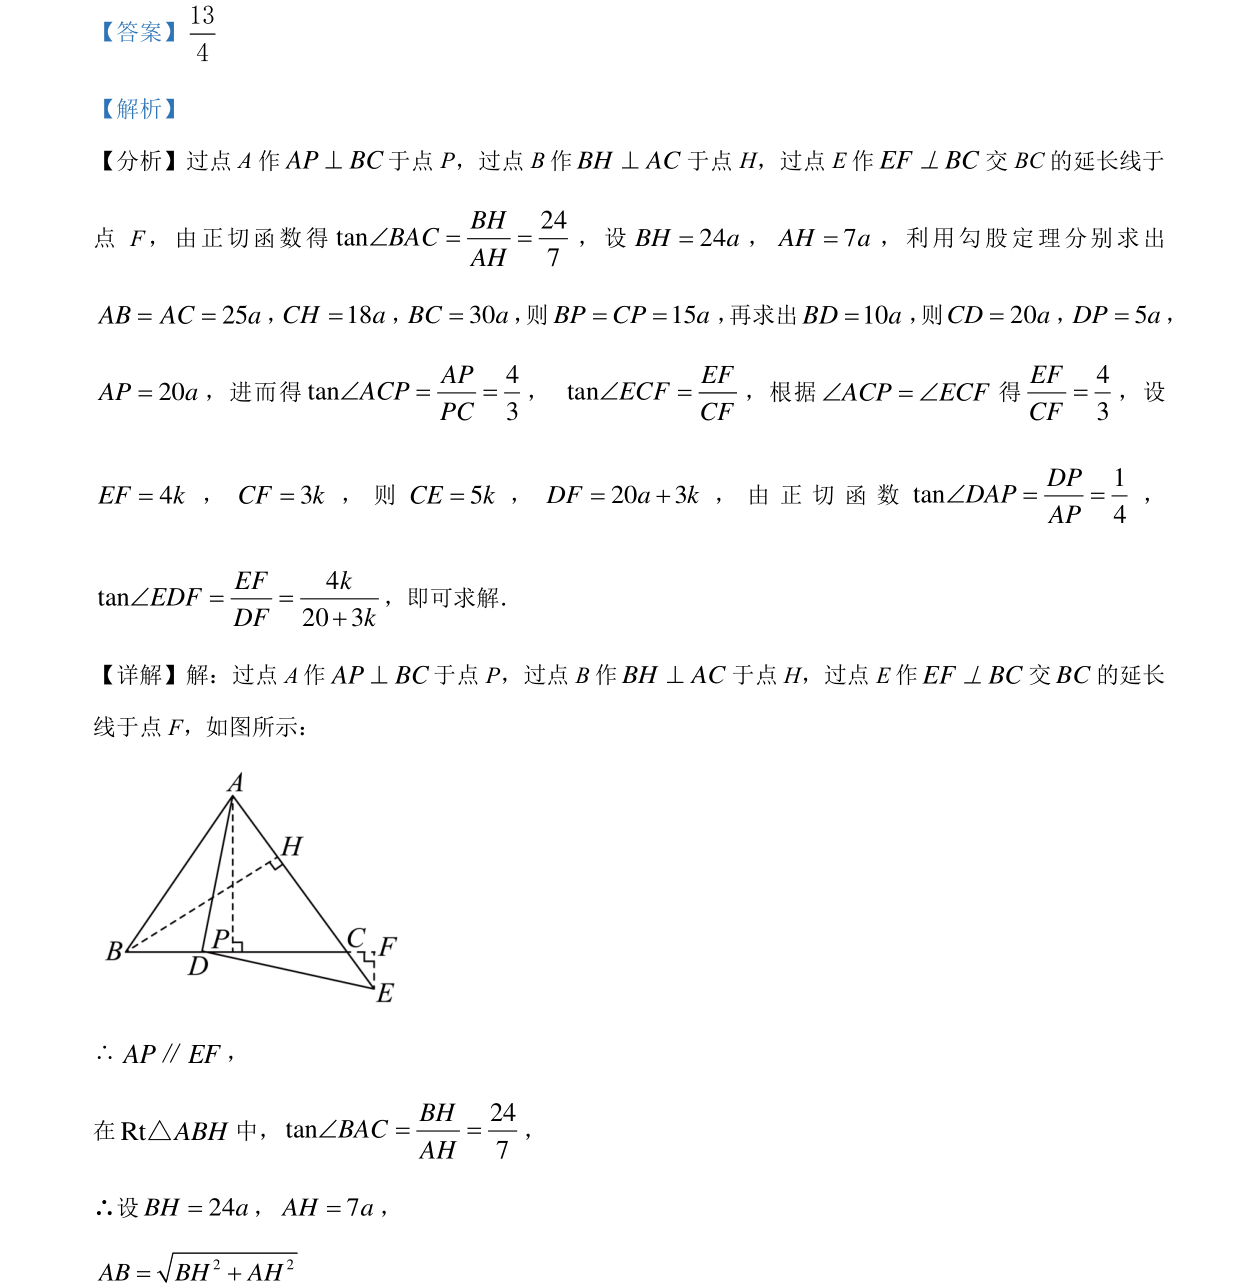 【答案】13/4
【解析】
【分析】过点 A 作 AP ⊥ BC 于点 P，过点 B 作 BH ⊥ AC 于点 H，过点 E 作 EF ⊥ BC 交 BC 的延长线于
点 F，由正切函数得 tan∠BAC = BH/AH = 24/7，设 BH = 24a，AH = 7a，利用勾股定理分别求出
AB = AC = 25a，CH = 18a，BC = 30a，则 BP = CP = 15a，再求出 BD = 10a，则 CD = 20a，DP = 5a，
AP = 20a，进而得 tan∠ACP = AP/PC = 4/3， tan∠ECF = EF/CF，根据 ∠ACP = ∠ECF 得 EF/CF = 4/3，设
EF = 4k，CF = 3k，则 CE = 5k，DF = 20a + 3k，由正切函数 tan∠DAP = DP/AP = 1/4，
tan∠EDF = EF/DF = 4k/(20 + 3k)，即可求解．
【详解】解：过点 A 作 AP ⊥ BC 于点 P，过点 B 作 BH ⊥ AC 于点 H，过点 E 作 EF ⊥ BC 交 BC 的延长
线于点 F，如图所示：
A
H
B
D
P
C
F
E
∴ AP∥EF，
在 Rt△ABH 中，tan∠BAC = BH/AH = 24/7，
∴设 BH = 24a，AH = 7a，
AB = √(BH² + AH²)